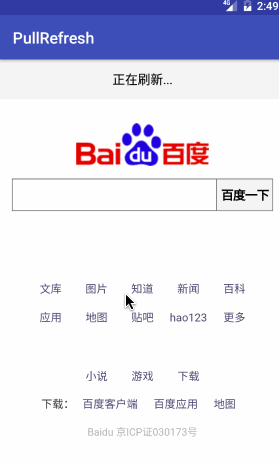 4G 2:49
PullRefresh
正在刷新...
Bai du 百度
百度一下
文库 图片 知道 新闻 百科
应用 地图 贴吧 hao123 更多
小说 游戏 下载
下载： 百度客户端 百度应用 地图
Baidu 京ICP证030173号